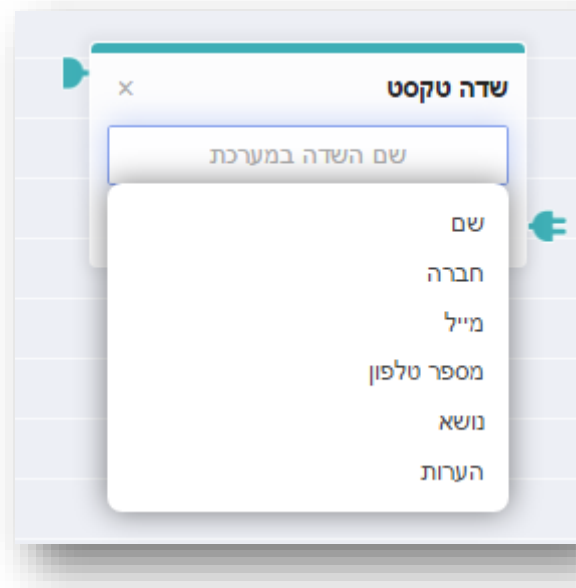 שדה טקסט
שם השדה במערכת
שם
חברה
מייל
מספר טלפון
נושא
הערות